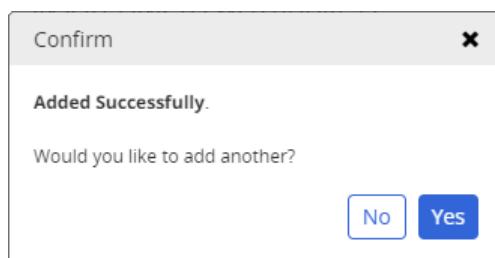 Confirm
Added Successfully.
Would you like to add another?
No Yes